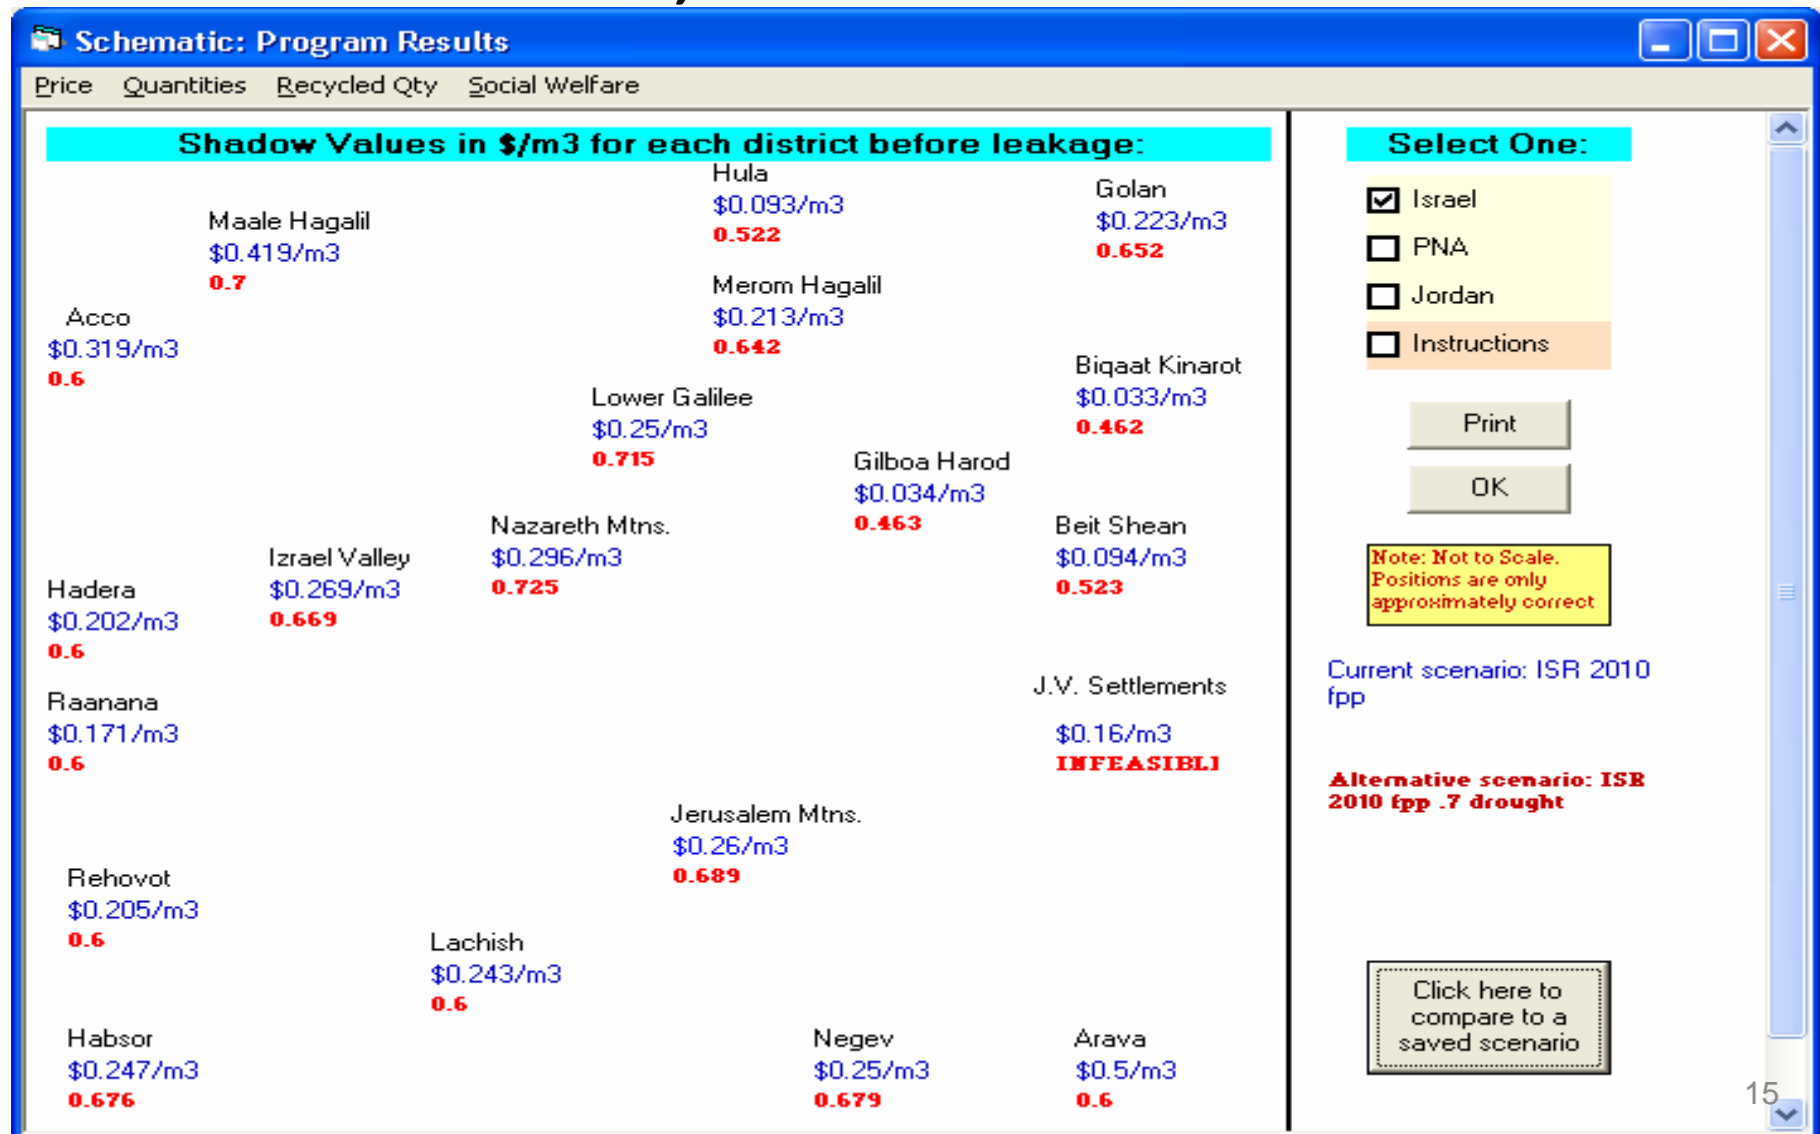 Schematic: Program Results
Price Quantities Recycled Qty Social Welfare
Shadow Values in $/m3 for each district before leakage:
Hula
$0.093/m3
0.522
Golan
$0.223/m3
0.652
Maale Hagalil
$0.419/m3
0.7
Merom Hagalil
$0.213/m3
0.642
Acco
$0.319/m3
0.6
Biqaat Kinarot
$0.033/m3
0.462
Lower Galilee
$0.25/m3
0.715
Gilboa Harod
$0.034/m3
0.463
Nazareth Mtns.
$0.296/m3
0.725
Beit Shean
$0.094/m3
0.523
Izrael Valley
$0.269/m3
0.669
Hadera
$0.202/m3
0.6
J.V. Settlements
$0.16/m3
INFEASIBL]
Raanana
$0.171/m3
0.6
Jerusalem Mtns.
$0.26/m3
0.689
Rehovot
$0.205/m3
0.6
Lachish
$0.243/m3
0.6
Habsor
$0.247/m3
0.676
Negev
$0.25/m3
0.679
Arava
$0.5/m3
0.6
Select One:
Israel
PNA
Jordan
Instructions
Print
OK
Note: Not to Scale.
Positions are only
approximately correct
Current scenario: ISR 2010
fpp
Alternative scenario: ISR
2010 fpp .7 drought
Click here to
compare to a
saved scenario
15